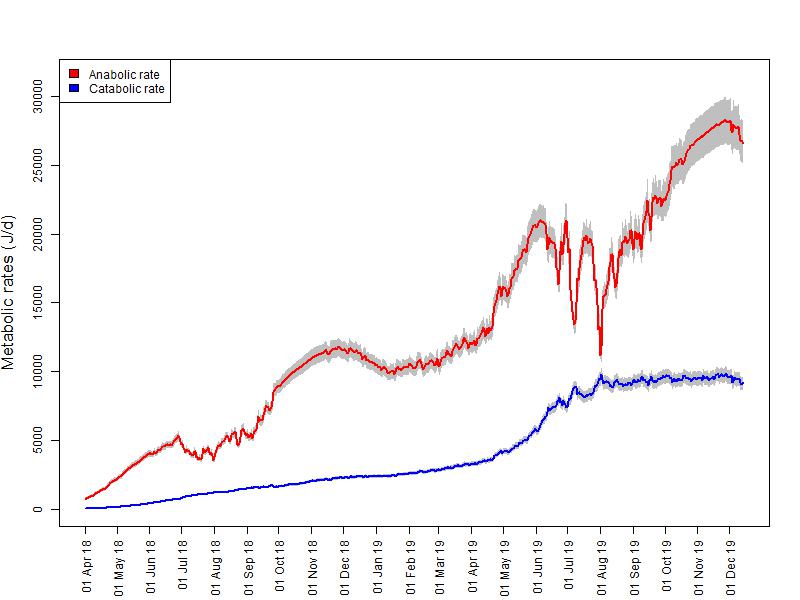 Anabolic rate
Catabolic rate
Metabolic rates (J/d)
30000
25000
20000
15000
10000
5000
0
01 Apr 18
01 May 18
01 Jun 18
01 Jul 18
01 Aug 18
01 Sep 18
01 Oct 18
01 Nov 18
01 Dec 18
01 Jan 19
01 Feb 19
01 Mar 19
01 Apr 19
01 May 19
01 Jun 19
01 Jul 19
01 Aug 19
01 Sep 19
01 Oct 19
01 Nov 19
01 Dec 19